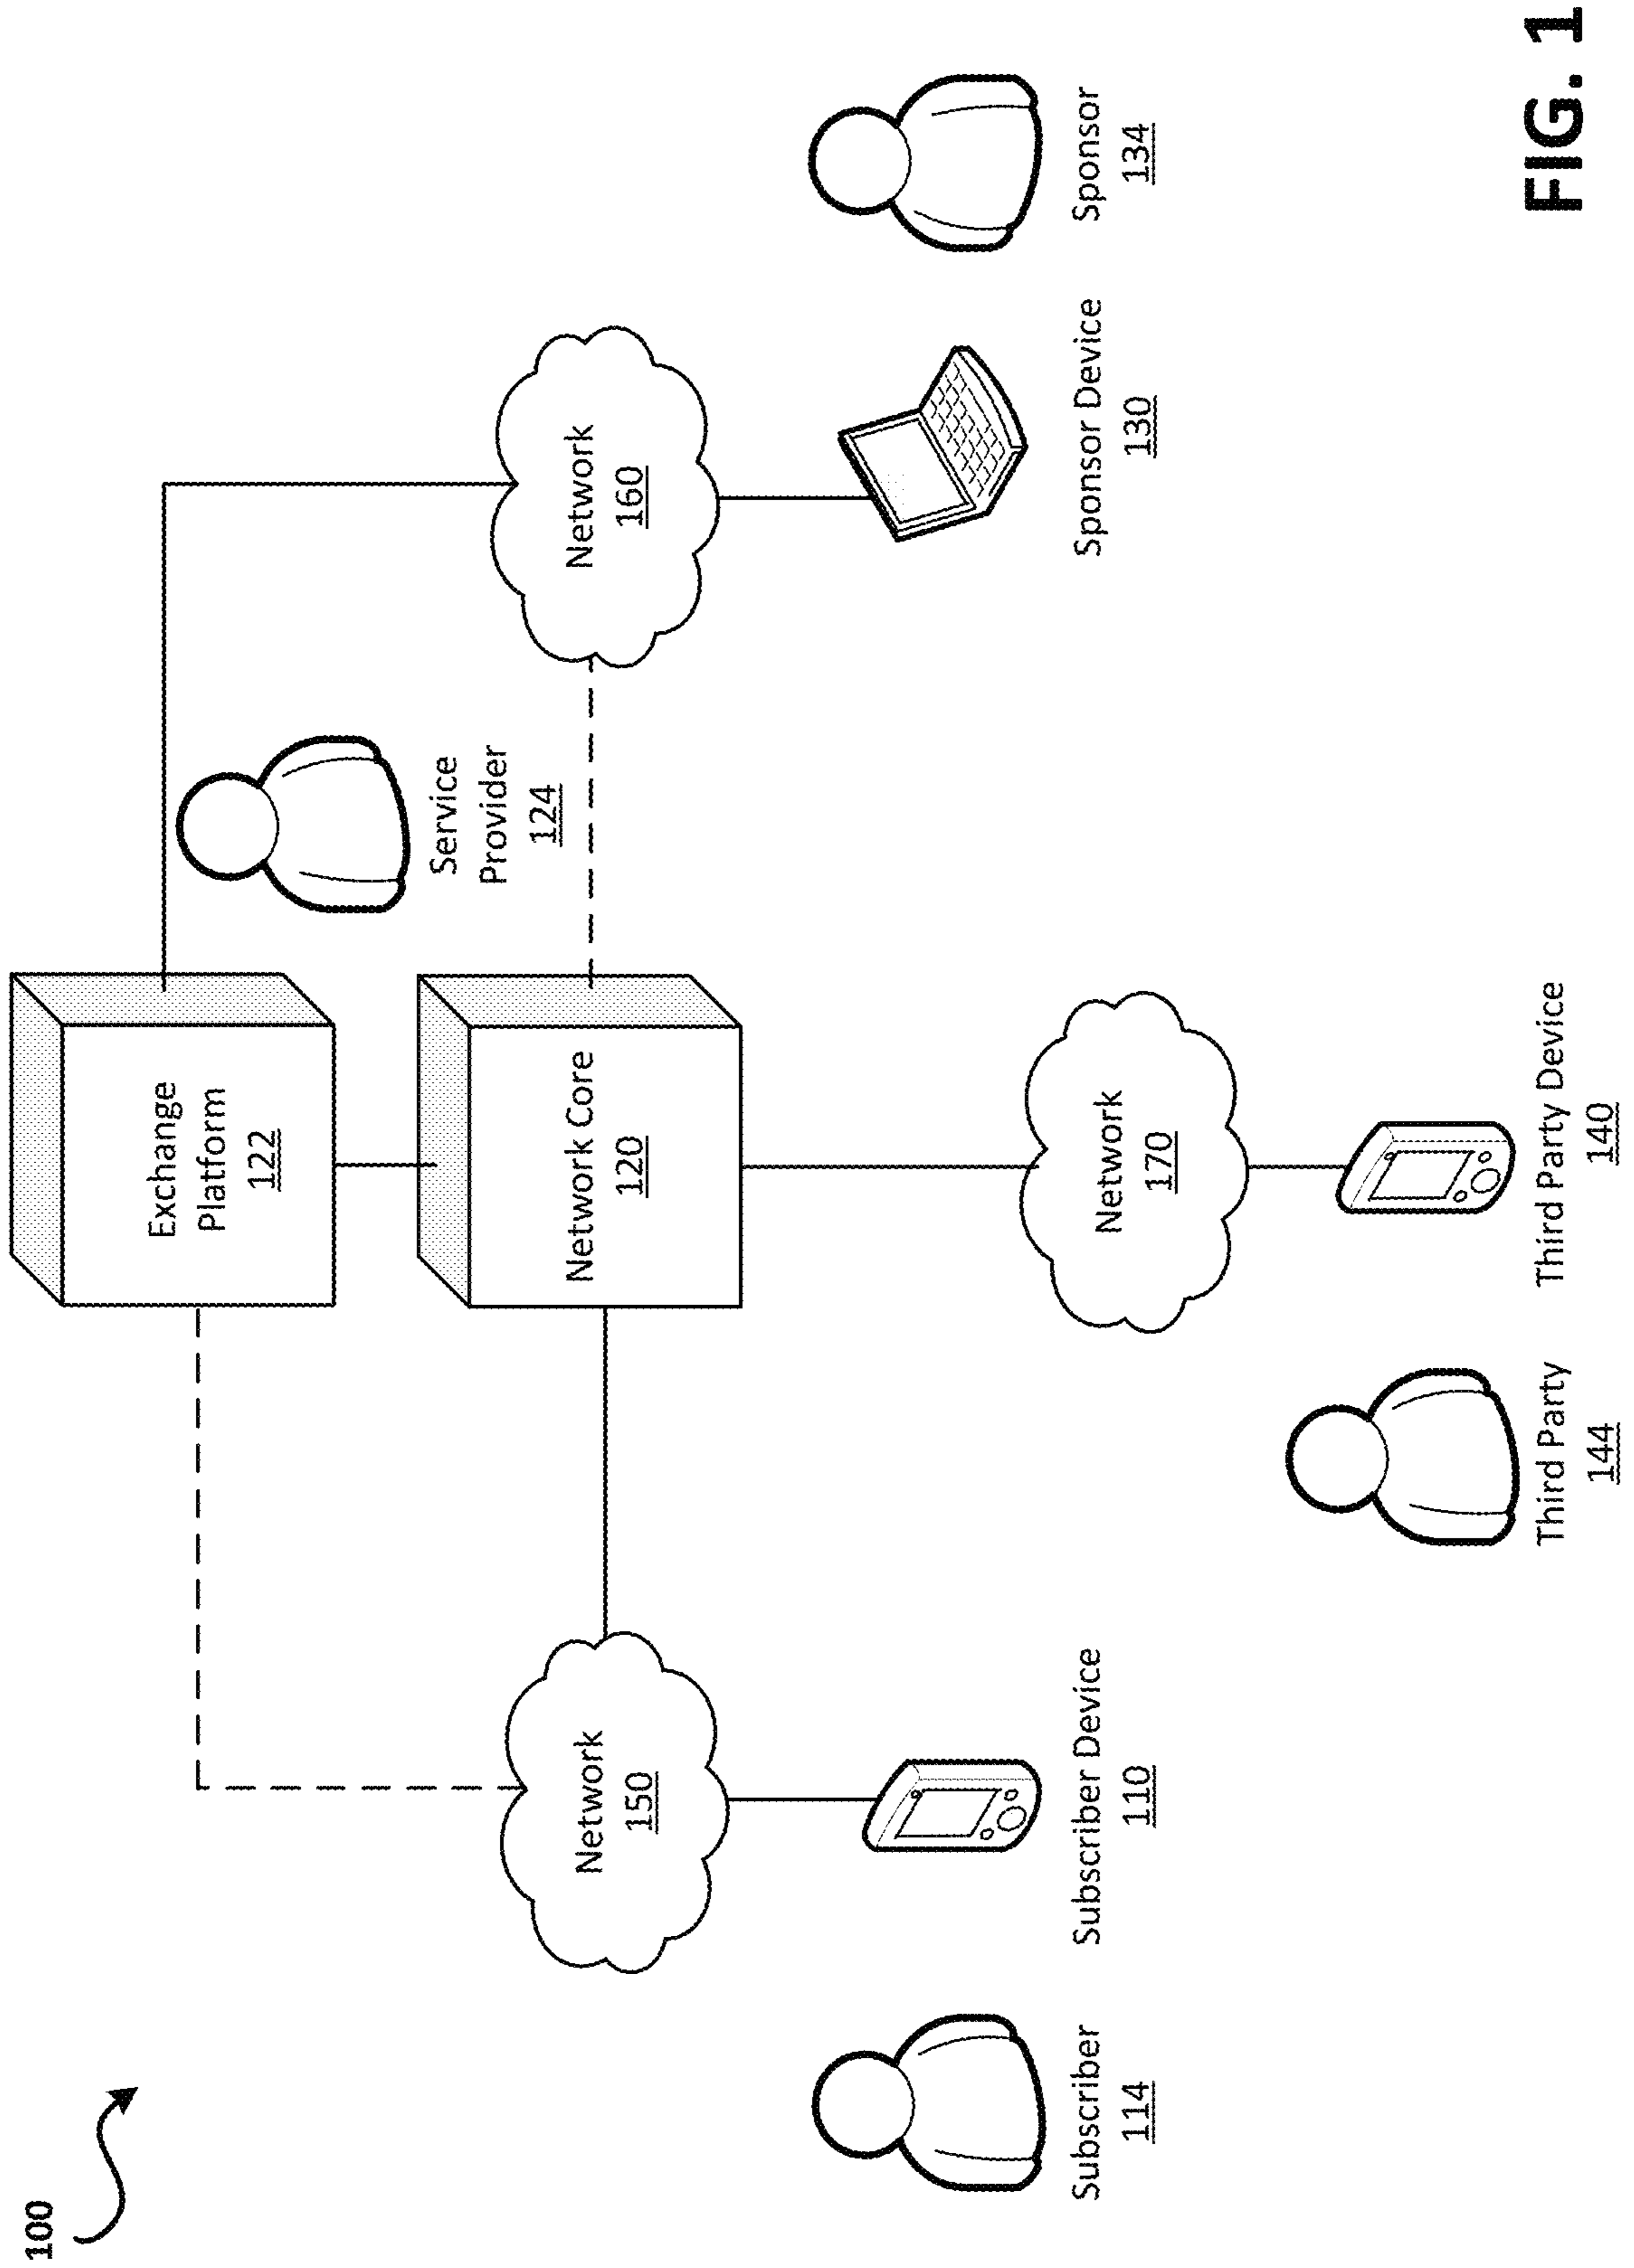 100
Exchange
Platform
122
Service
Provider
124
Network Core
120
Network
150
Network
160
Subscriber
114
Subscriber Device
110
Sponsor Device
130
Sponsor
134
Network
170
Third Party
144
Third Party Device
140
FIG. 1